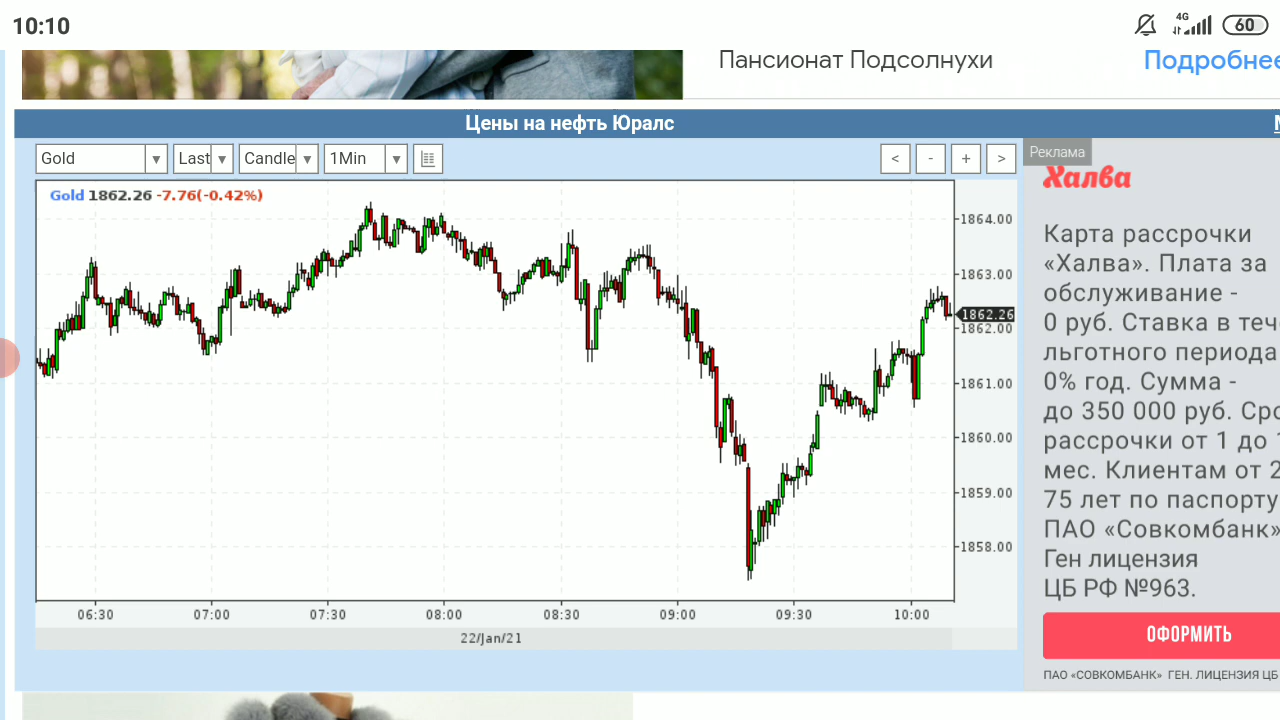 10:10
4G
60
Пансионат Подсолнухи
Подробнее
Цены на нефть Юралс
Gold
Last
Candle
1Min
<
-
+
>
Реклама
Халва
Gold 1862.26 -7.76(-0.42%)
1864.00
1863.00
1862.26
1862.00
1861.00
1860.00
1859.00
1858.00
06:30
07:00
07:30
08:00
08:30
09:00
09:30
10:00
22/Jan/21
Карта рассрочки
«Халва». Плата за
обслуживание -
0 руб. Ставка в теч
льготного периода
0% год. Сумма -
до 350 000 руб. Сро
рассрочки от 1 до
мес. Клиентам от 2
75 лет по паспорту
ПАО «Совкомбанк»
Ген лицензия
ЦБ РФ №963.
ОФОРМИТЬ
ПАО «СОВКОМБАНК» ГЕН. ЛИЦЕНЗИЯ ЦБ